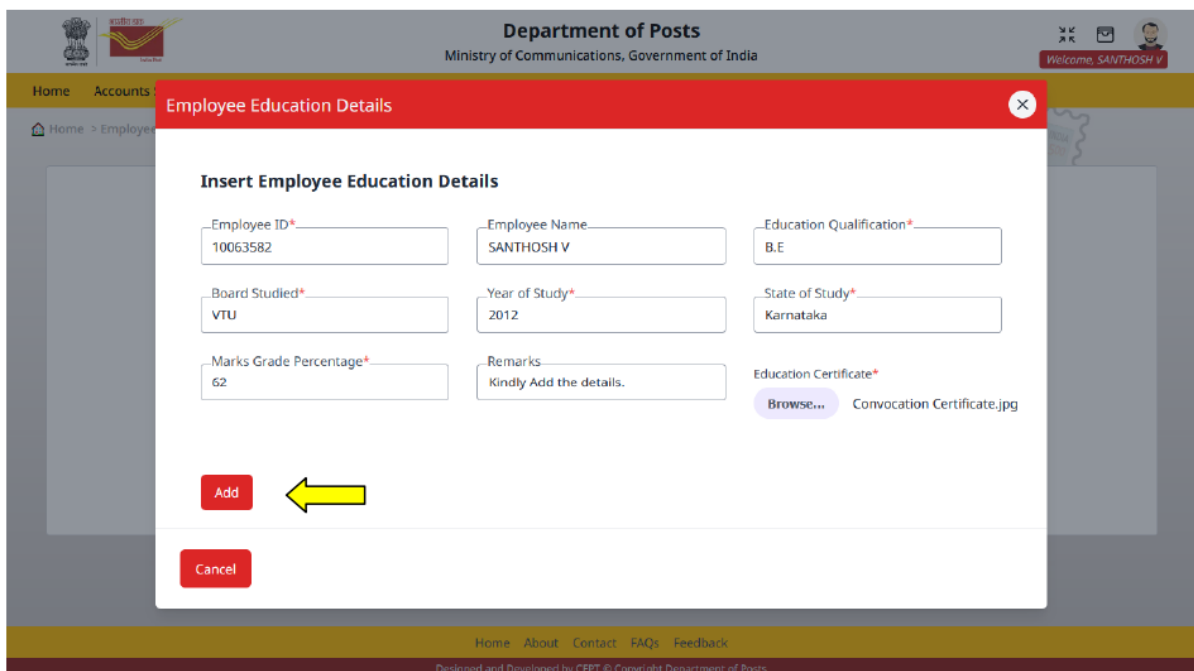 Department of Posts
Ministry of Communications, Government of India
Welcome, SANTHOSH V
Home Accounts
Home > Employee
Employee Education Details
Insert Employee Education Details
Employee ID* Employee Name Education Qualification*
10063582 SANTHOSH V B.E
Board Studied* Year of Study* State of Study*
VTU 2012 Karnataka
Marks Grade Percentage* Remarks Education Certificate*
62 Kindly Add the details.
Browse... Convocation Certificate.jpg
Add
Cancel
Home About Contact FAQs Feedback
Designed and Developed by CEPT © Copyright Department of Posts